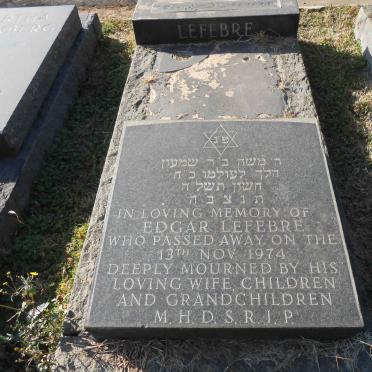 LEFEBRE
פ נ
ר משה ב ר שמעון
הלך לעולמו כ ח
חשון תשל ה
ת נ צ ב ה
IN LOVING MEMORY OF
EDGAR LEFEBRE
WHO PASSED AWAY ON THE
13TH NOV 1974
DEEPLY MOURNED BY HIS
LOVING WIFE, CHILDREN
AND GRANDCHILDREN
M.H.D.S.R.I.P.